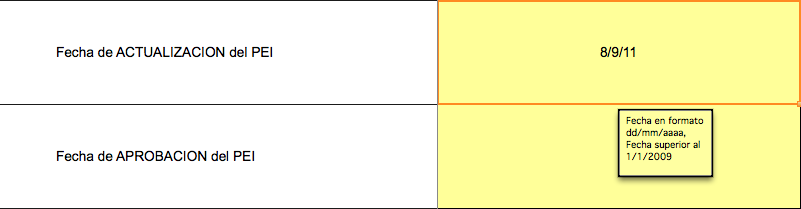 Fecha de ACTUALIZACION del PEI
8/9/11
Fecha en formato
dd/mm/aaaa,
Fecha superior al
1/1/2009
Fecha de APROBACION del PEI